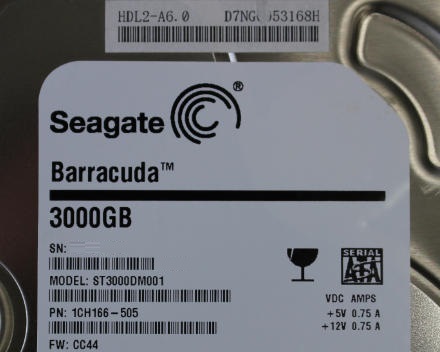 HDL2-A6.0
Seagate ®
Barracuda™
3000GB
SN:
MODEL: ST3000DM001
PN: 1CH166-505
FW: CC44
SERIAL
ATA
VDC AMPS
+5V 0.75 A
+12V 0.75 A